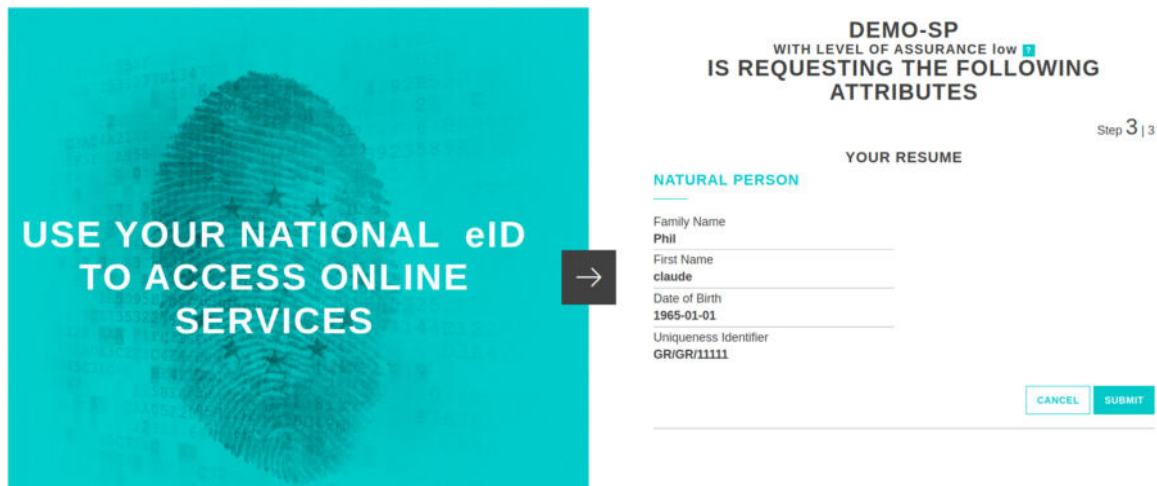 USE YOUR NATIONAL eID
TO ACCESS ONLINE
SERVICES
DEMO-SP
WITH LEVEL OF ASSURANCE low ?
IS REQUESTING THE FOLLOWING
ATTRIBUTES
Step 3 | 3
YOUR RESUME
NATURAL PERSON
Family Name
Phil
First Name
claude
Date of Birth
1965-01-01
Uniqueness Identifier
GR/GR/11111
CANCEL SUBMIT